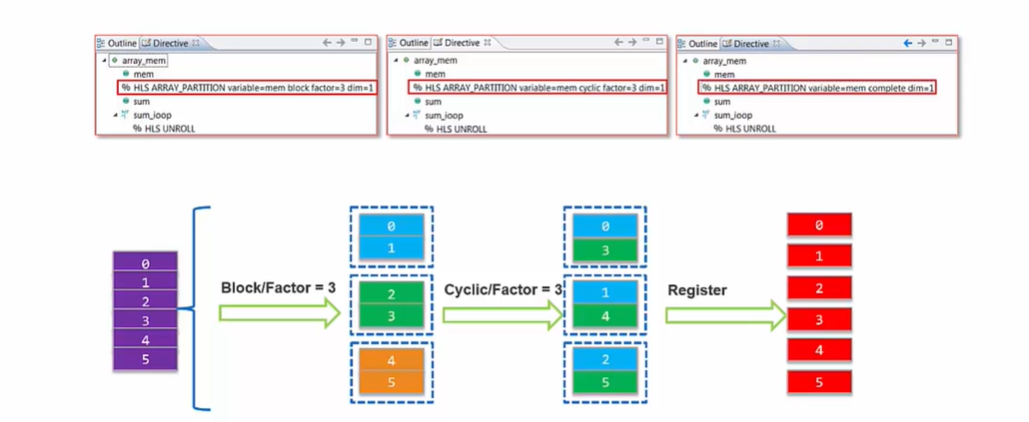 Outline Directive
array_mem
mem
% HLS ARRAY_PARTITION variable=mem block factor=3 dim=1
sum
sum_ioop
% HLS UNROLL
Outline Directive
array_mem
mem
% HLS ARRAY_PARTITION variable=mem cyclic factor=3 dim=1
sum
sum_ioop
% HLS UNROLL
Outline Directive
array_mem
mem
% HLS ARRAY_PARTITION variable=mem complete dim=1
sum
sum_ioop
% HLS UNROLL
0
1
2
3
4
5
Block/Factor = 3
0
1
2
3
4
5
Cyclic/Factor = 3
0
3
1
4
2
5
Register
0
1
2
3
4
5